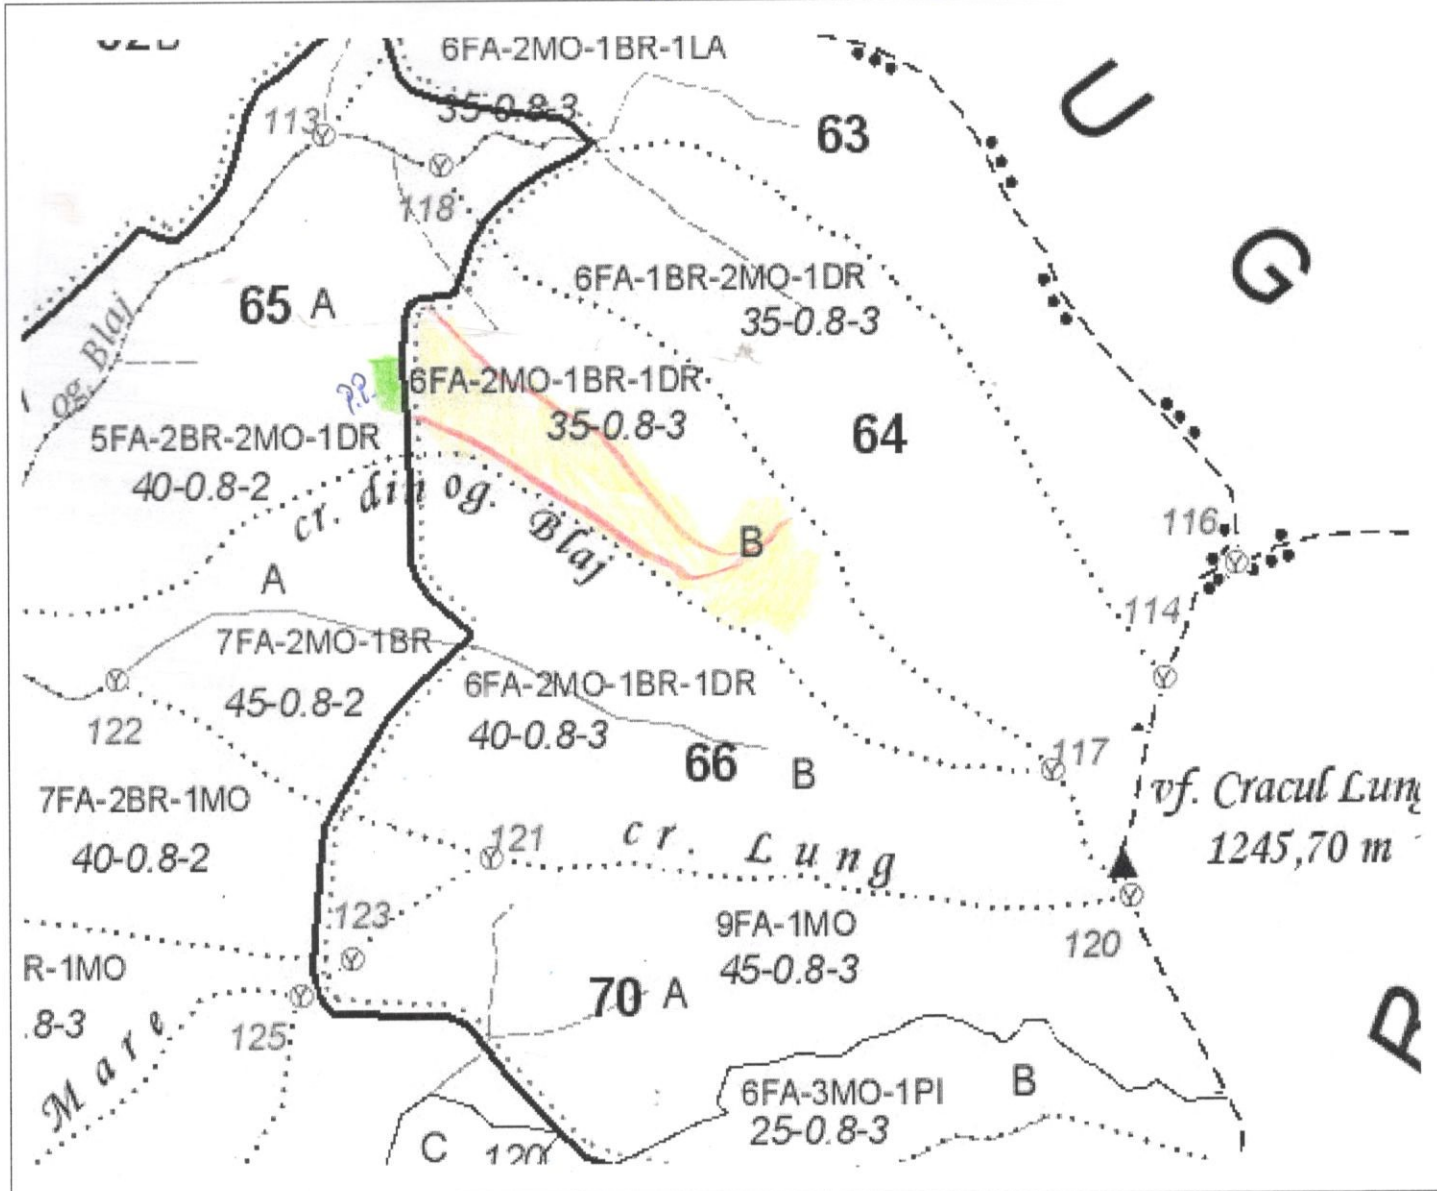 6FA-2MO-1BR-1LA
35-0.8-3
113
63
U
118
G
65 A
6FA-1BR-2MO-1DR
35-0.8-3
og. Blaj
P.P.
6FA-2MO-1BR-1DR
35-0.8-3
64
5FA-2BR-2MO-1DR
40-0.8-2
cr. din og. Blaj
B
116
A
114
7FA-2MO-1BR
45-0.8-2
6FA-2MO-1BR-1DR
40-0.8-3
122
66 B
117
vf. Cracul Lung
1245,70 m
7FA-2BR-1MO
40-0.8-2
121
cr. Lung
123
9FA-1MO
45-0.8-3
120
R-1MO
.8-3
70 A
125
Mare
6FA-3MO-1PI
25-0.8-3
B
C
120